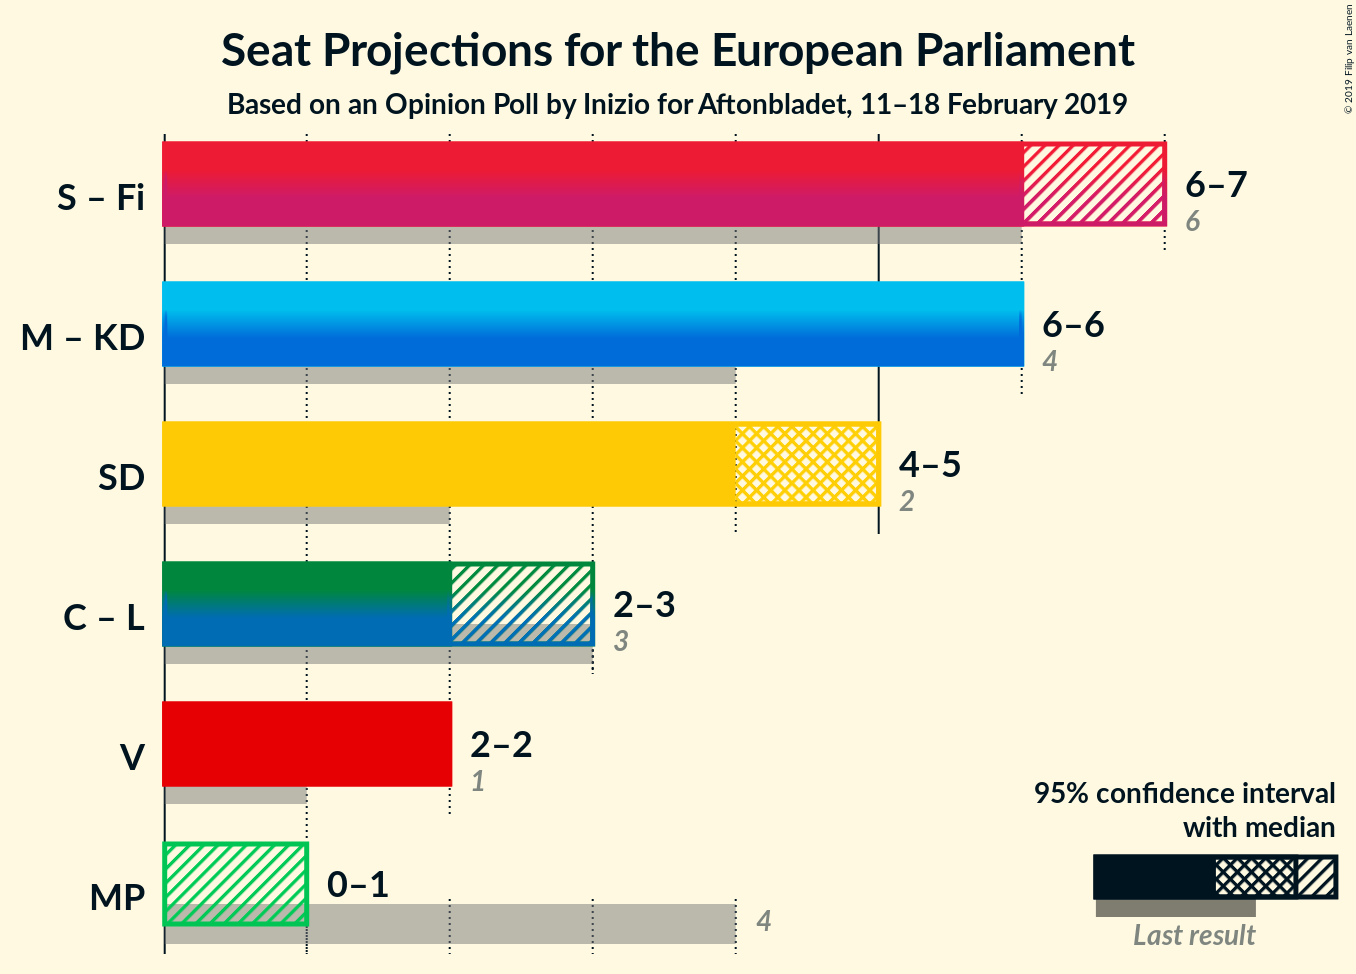 Seat Projections for the European Parliament
Based on an Opinion Poll by Inizio for Aftonbladet, 11–18 February 2019
© 2019 Filip van Laenen
S – Fi
6–7
6
M – KD
6–6
4
SD
4–5
2
C – L
2–3
3
V
2–2
1
MP
0–1
4
95% confidence interval
with median
Last result